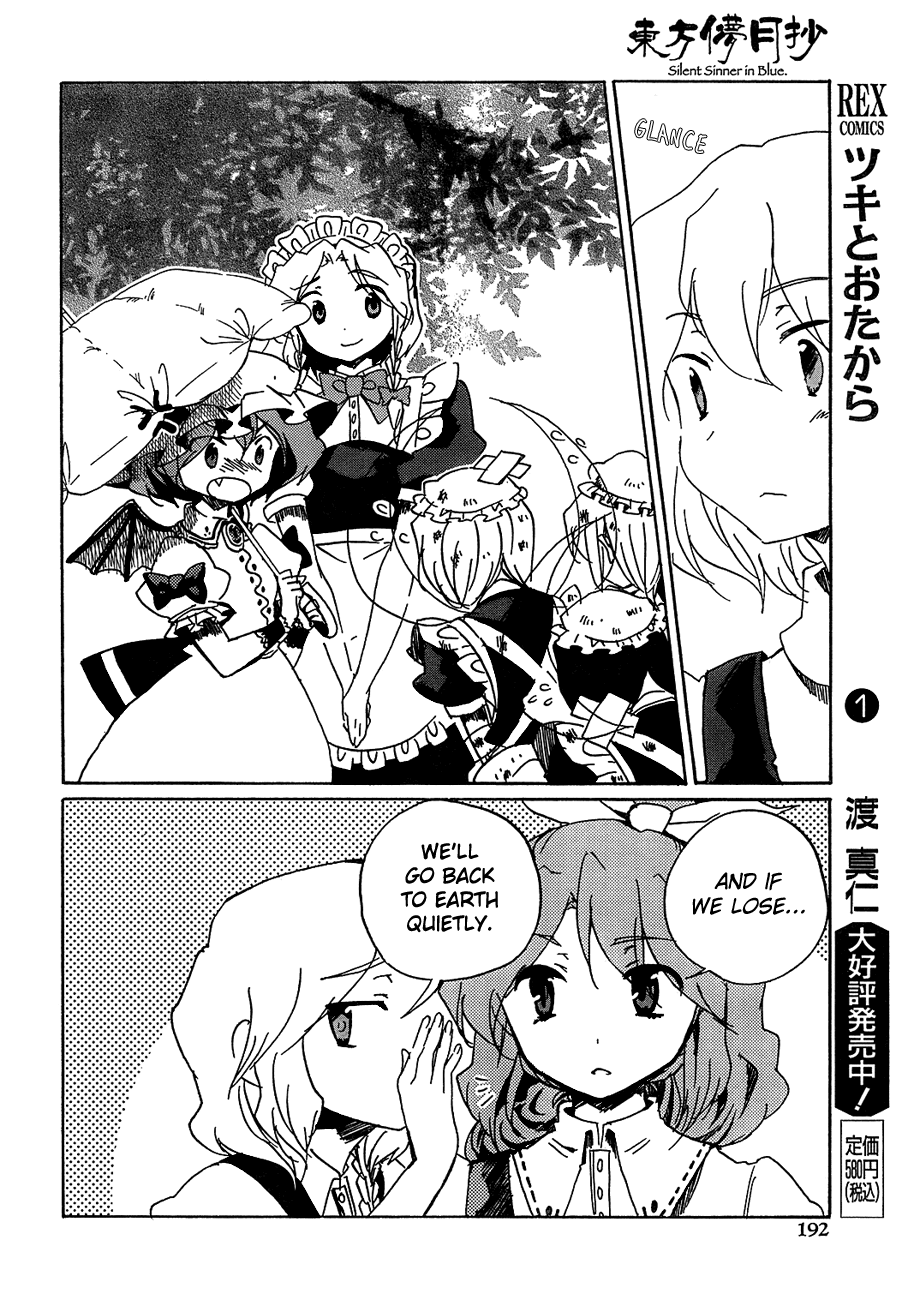 東方儚月抄
Silent Sinner in Blue.
GLANCE
AND IF
WE LOSE...
WE'LL
GO BACK
TO EARTH
QUIETLY.
REX
COMICS
ツキとおたから
1
渡 真仁
大好評発売中!
定価
580円
(税込)
192